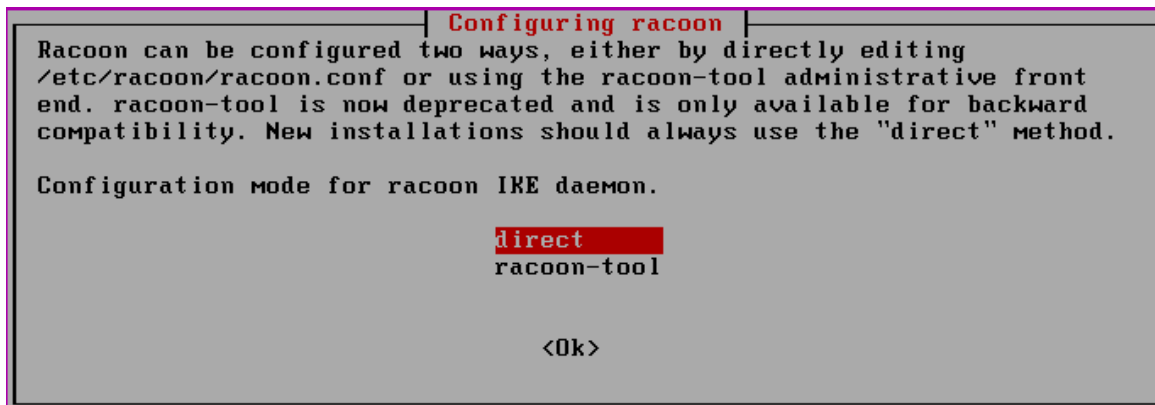 Configuring racoon
Racoon can be configured two ways, either by directly editing
/etc/racoon/racoon.conf or using the racoon-tool administrative front
end. racoon-tool is now deprecated and is only available for backward
compatibility. New installations should always use the "direct" method.
Configuration mode for racoon IKE daemon.
direct
racoon-tool
<Ok>